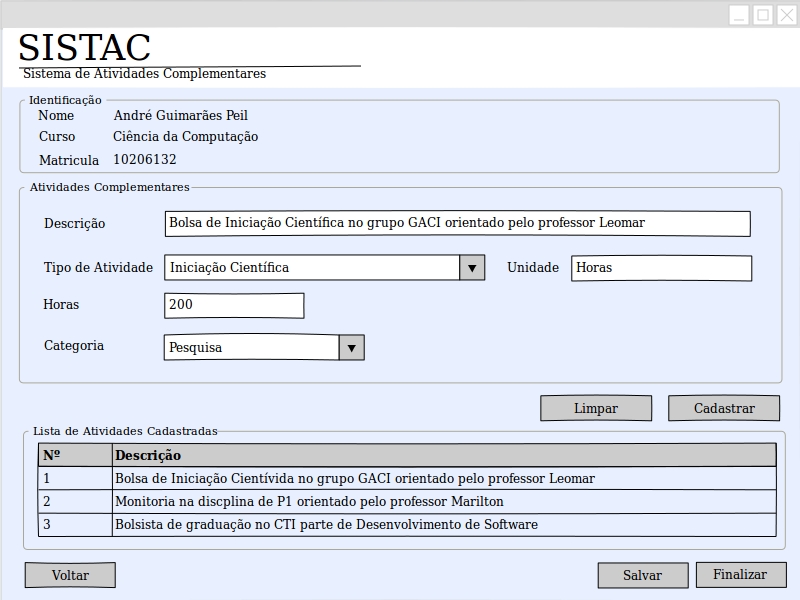 SISTAC
Sistema de Atividades Complementares
Identificação
Nome André Guimarães Peil
Curso Ciência da Computação
Matricula 10206132
Atividades Complementares
Descrição Bolsa de Iniciação Científica no grupo GACI orientado pelo professor Leomar
Tipo de Atividade Iniciação Científica Unidade Horas
Horas 200
Categoria Pesquisa
Limpar Cadastrar
Lista de Atividades Cadastradas
Nº Descrição
1 Bolsa de Iniciação Cientívida no grupo GACI orientado pelo professor Leomar
2 Monitoria na discplina de P1 orientado pelo professor Marilton
3 Bolsista de graduação no CTI parte de Desenvolvimento de Software
Voltar Salvar Finalizar